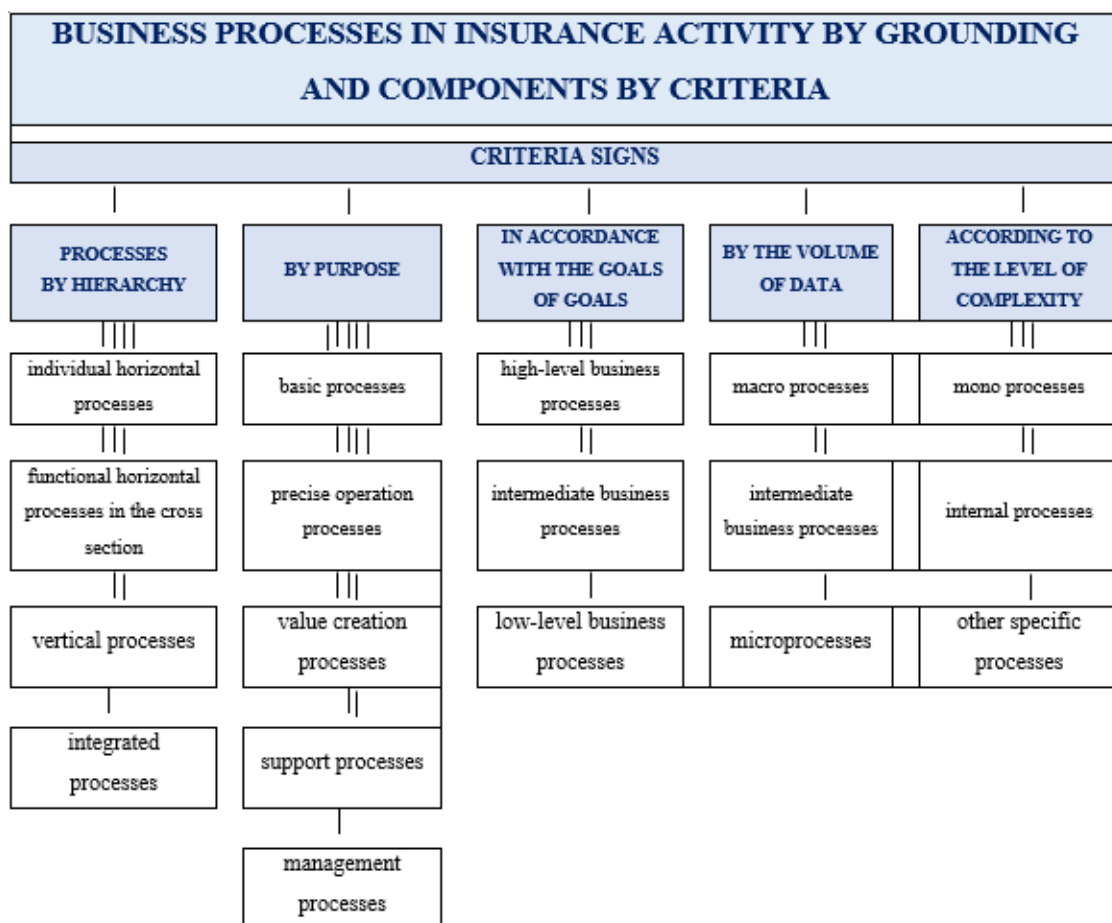 BUSINESS PROCESSES IN INSURANCE ACTIVITY BY GROUNDING
AND COMPONENTS BY CRITERIA
CRITERIA SIGNS
PROCESSES
BY HIERARCHY
individual horizontal
processes
functional horizontal
processes in the cross
section
vertical processes
integrated
processes
BY PURPOSE
basic processes
precise operation
processes
value creation
processes
support processes
management
processes
IN ACCORDANCE
WITH THE GOALS
OF GOALS
high-level business
processes
intermediate business
processes
low-level business
processes
BY THE VOLUME
OF DATA
macro processes
intermediate
business processes
microprocesses
ACCORDING TO
THE LEVEL OF
COMPLEXITY
mono processes
internal processes
other specific
processes